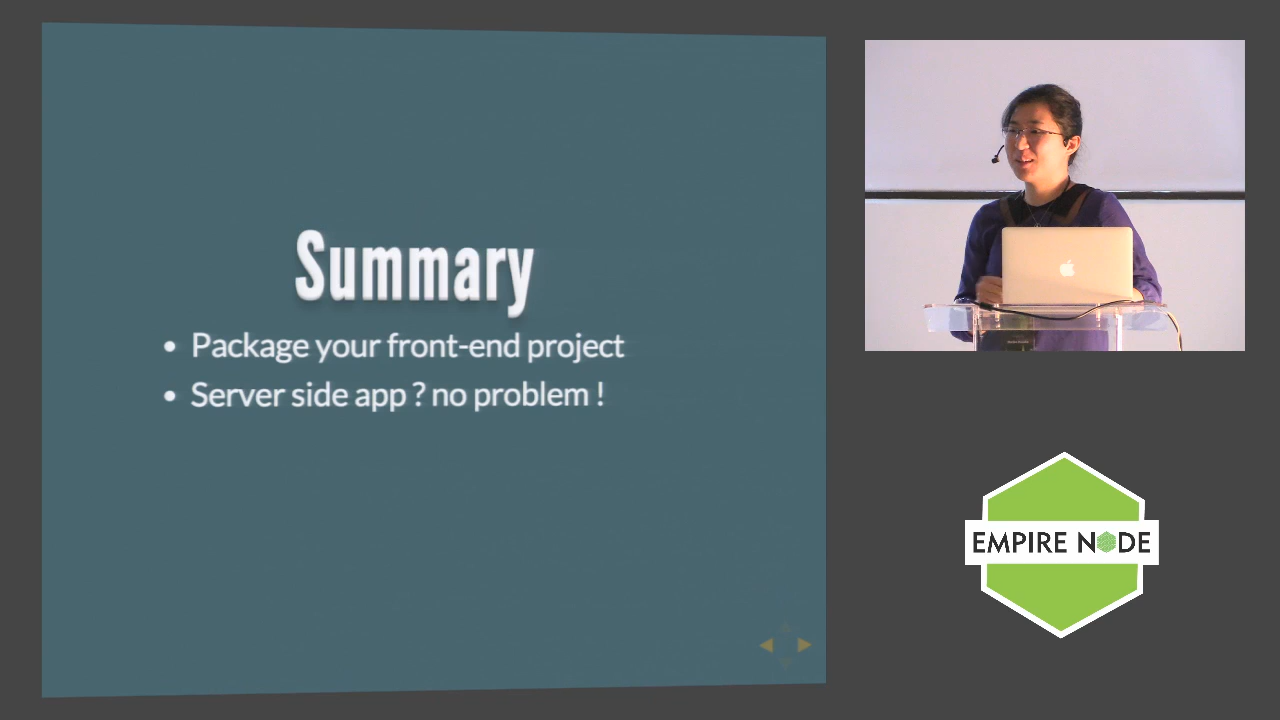 Summary
• Package your front-end project
• Server side app ? no problem !
EMPIRE NODE